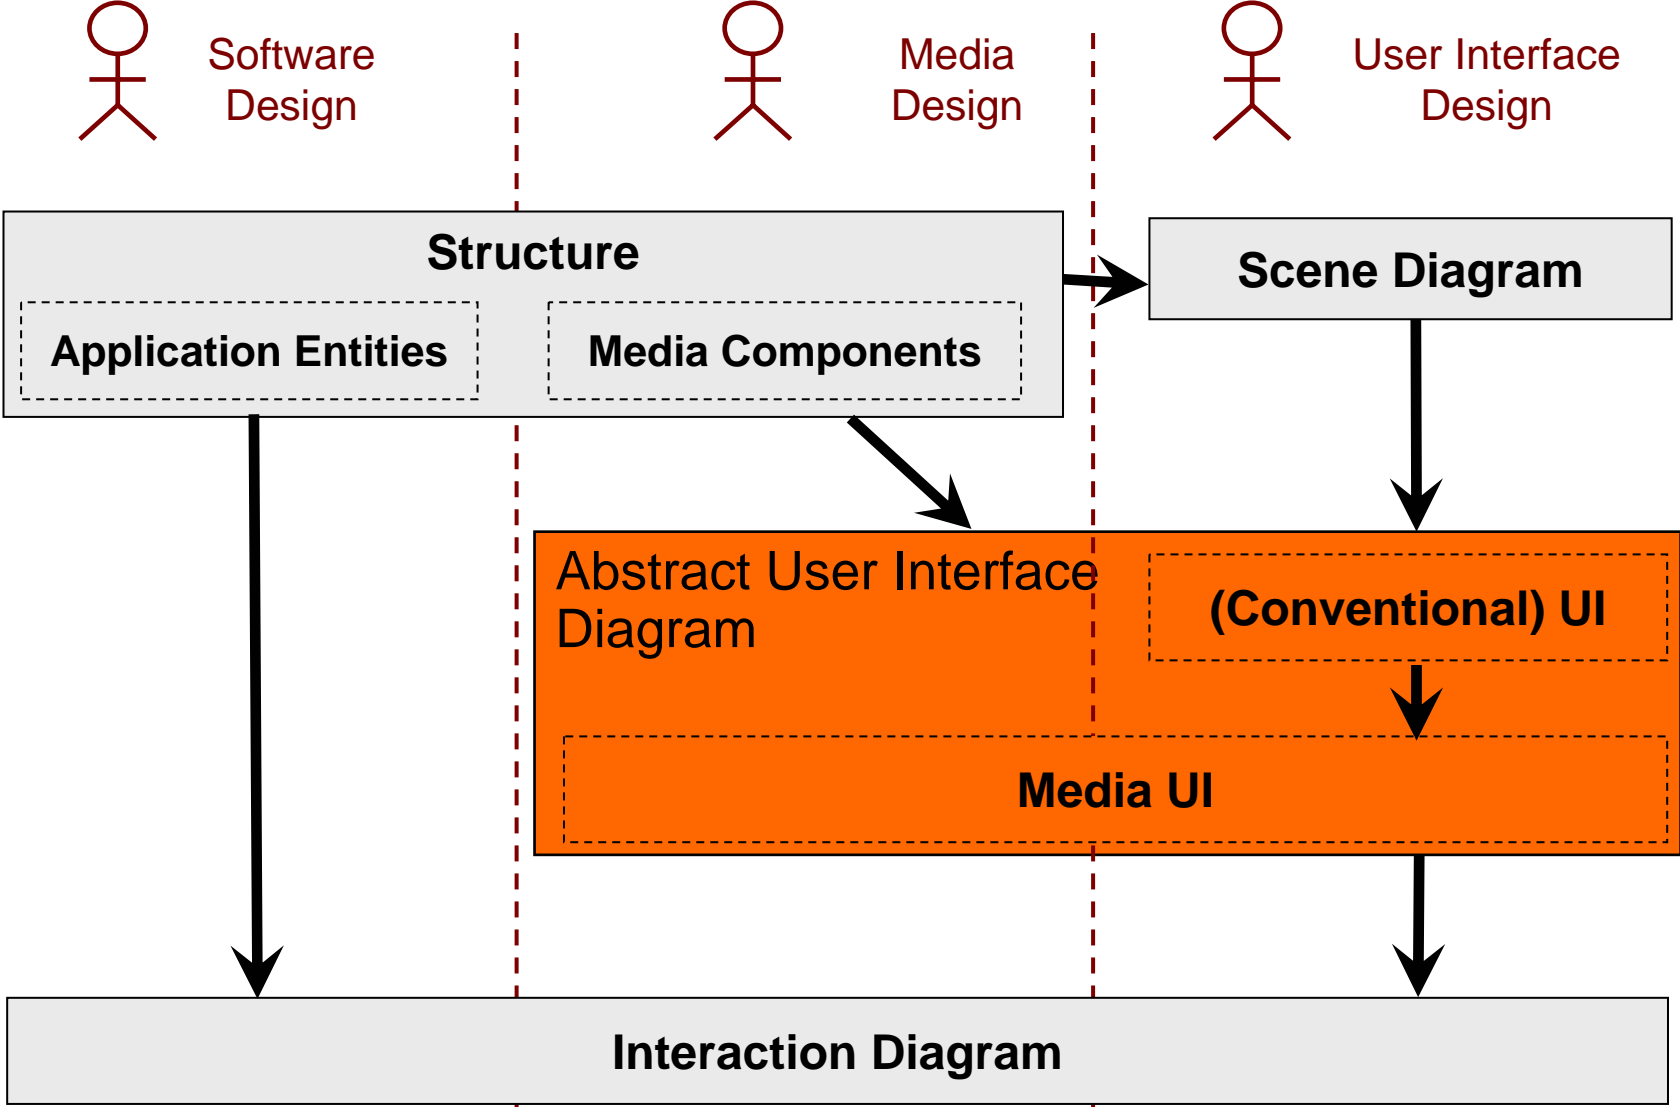 Software
Design
Media
Design
User Interface
Design
Structure
Application Entities
Media Components
Scene Diagram
Abstract User Interface
Diagram
(Conventional) UI
Media UI
Interaction Diagram